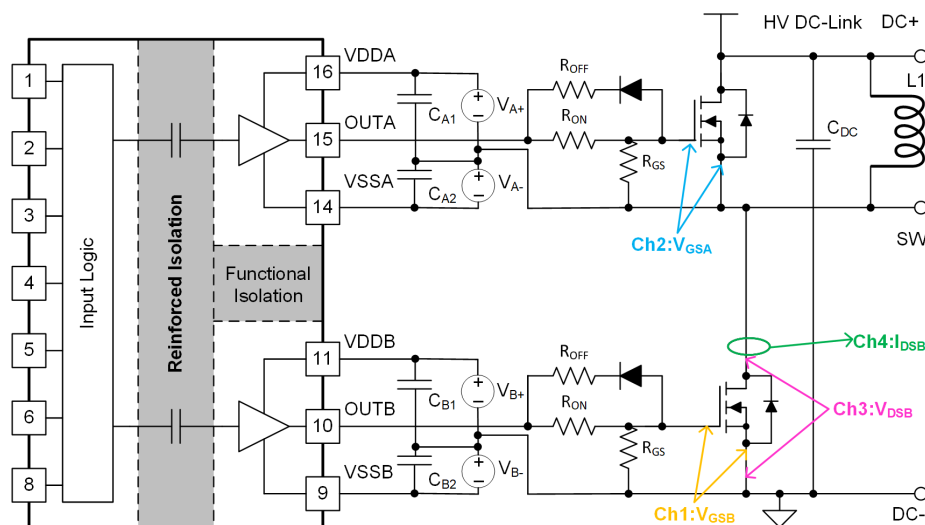 HV DC-Link DC+
VDDA
16
1
ROFF
L1
CA1
VA+
OUTA
15
RON
CDC
2
VSSA
CA2
VA-
RGS
14
3
SW
Ch2:VGSA
Input Logic
Reinforced Isolation
Functional
Isolation
4
VDDB
11
5
ROFF
Ch4:IDSB
CB1
VB+
OUTB
10
RON
Ch3:VDSB
6
VSSB
CB2
VB-
RGS
9
8
Ch1:VGSB
DC-